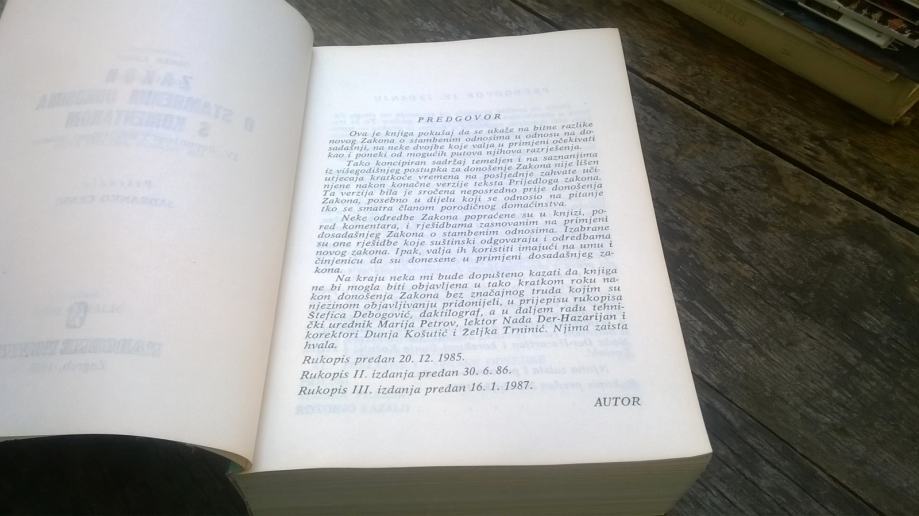 PREDGOVOR
Ova je knjiga pokušaj da se ukaže na bitne razlike
novog Zakona o stambenim odnosima u odnosu na do-
sadašnji, na neke dvojbe koje valja u primjeni očekivati
kao i poneki od mogućih putova njihova razrješenja.
Tako koncipiran sadržaj temeljen i na saznanjima
iz višegodišnjeg postupka za donošenje Zakona nije lišen
utjecaja kratkoće vremena na posljednje zahvate uči-
njene nakon konačne verzije teksta Prijedloga zakona.
Ta verzija bila je sročena neposredno prije donošenja
Zakona, posebno u dijelu koji se odnosio na pitanje
tko se smatra članom porodičnog domaćinstva.
Neke odredbe Zakona popraćene su u knjizi, po-
red komentara, i rješidbama zasnovanim na primjeni
dosadašnjeg Zakona o stambenim odnosima. Izabrane
su one rješidbe koje suštinski odgovaraju i odredbama
novog zakona. Ipak, valja ih koristiti imajući na umu i
činjenicu da su donesene u primjeni dosadašnjeg za-
kona.
Na kraju neka mi bude dopušteno kazati da knjiga
ne bi mogla biti objavljena u tako kratkom roku na-
kon donošenja Zakona bez značajnog truda kojim su
njezinom objavljivanju pridonijeli, u prijepisu rukopisa
Štefica Debogović, daktilograf, a u daljem radu tehni-
čki urednik Marija Petrov, lektor Nada Der-Hazarijan i
korektori Dunja Košutić i Željka Trninić. Njima zaista
hvala.
Rukopis predan 20. 12. 1985.
Rukopis II. izdanja predan 30. 6. 86.
Rukopis III. izdanja predan 16. 1. 1987.
AUTOR